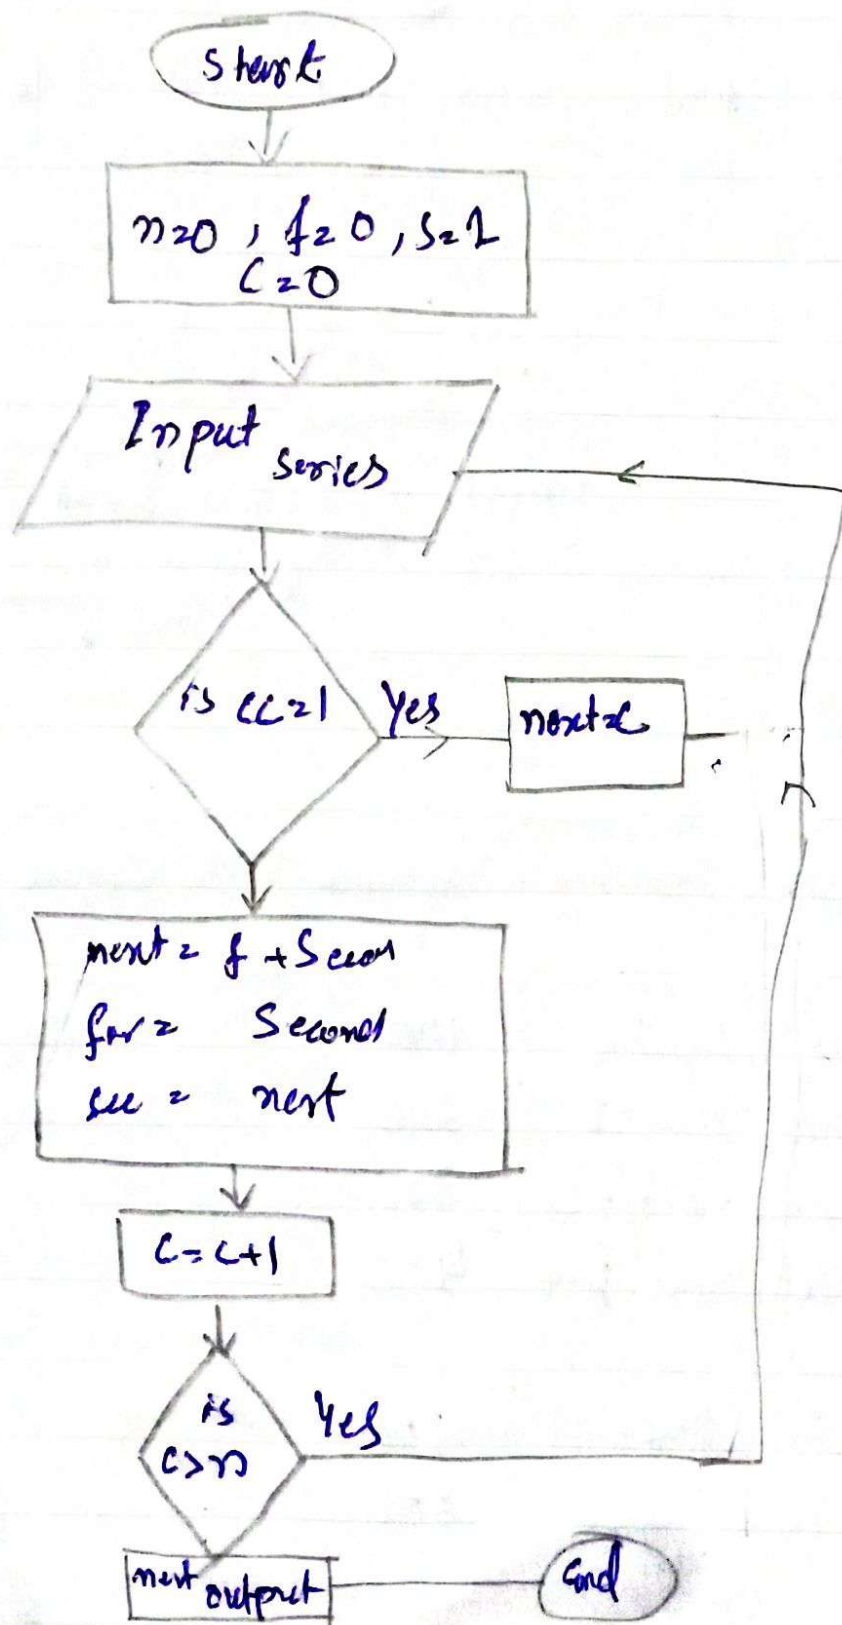 Start
n=0, f=0, s=1
C=0
Input series
is c<=1
Yes
next=c
next = f + Secon
= Second
sec = next
c=c+1
is
c>n
Yes
next output
end